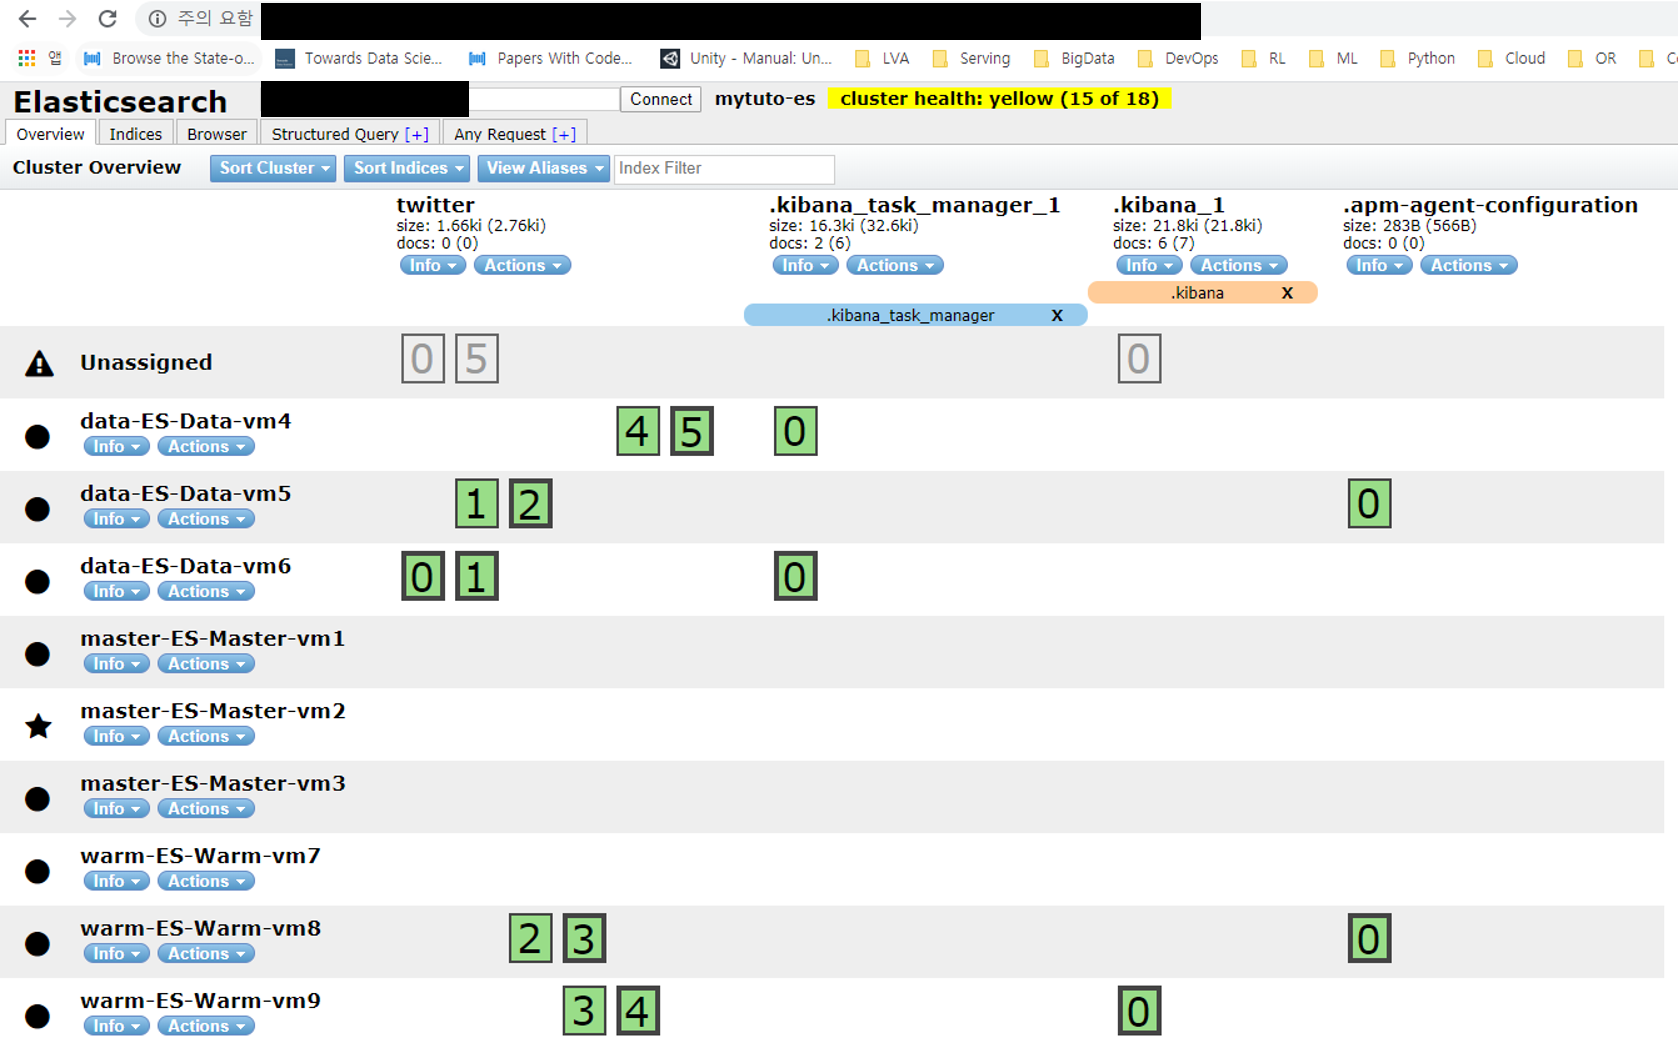 주의 요함
앱 Browse the State-o... Towards Data Scie... Papers With Code... Unity - Manual: Un... LVA Serving BigData DevOps RL ML Python Cloud OR
Elasticsearch Connect mytuto-es cluster health: yellow (15 of 18)
Overview Indices Browser Structured Query [+] Any Request [+]
Cluster Overview Sort Cluster Sort Indices View Aliases Index Filter
twitter .kibana_task_manager_1 .kibana_1 .apm-agent-configuration
size: 1.66ki (2.76ki) size: 16.3ki (32.6ki) size: 21.8ki (21.8ki) size: 283B (566B)
docs: 0 (0) docs: 2 (6) docs: 6 (7) docs: 0 (0)
Info Actions Info Actions Info Actions Info Actions
.kibana X
.kibana_task_manager X
Unassigned 0 5 0
data-ES-Data-vm4 4 5 0
Info Actions
data-ES-Data-vm5 1 2 0
Info Actions
data-ES-Data-vm6 0 1 0
Info Actions
master-ES-Master-vm1
Info Actions
master-ES-Master-vm2
Info Actions
master-ES-Master-vm3
Info Actions
warm-ES-Warm-vm7
Info Actions
warm-ES-Warm-vm8 2 3 0
Info Actions
warm-ES-Warm-vm9 3 4 0
Info Actions